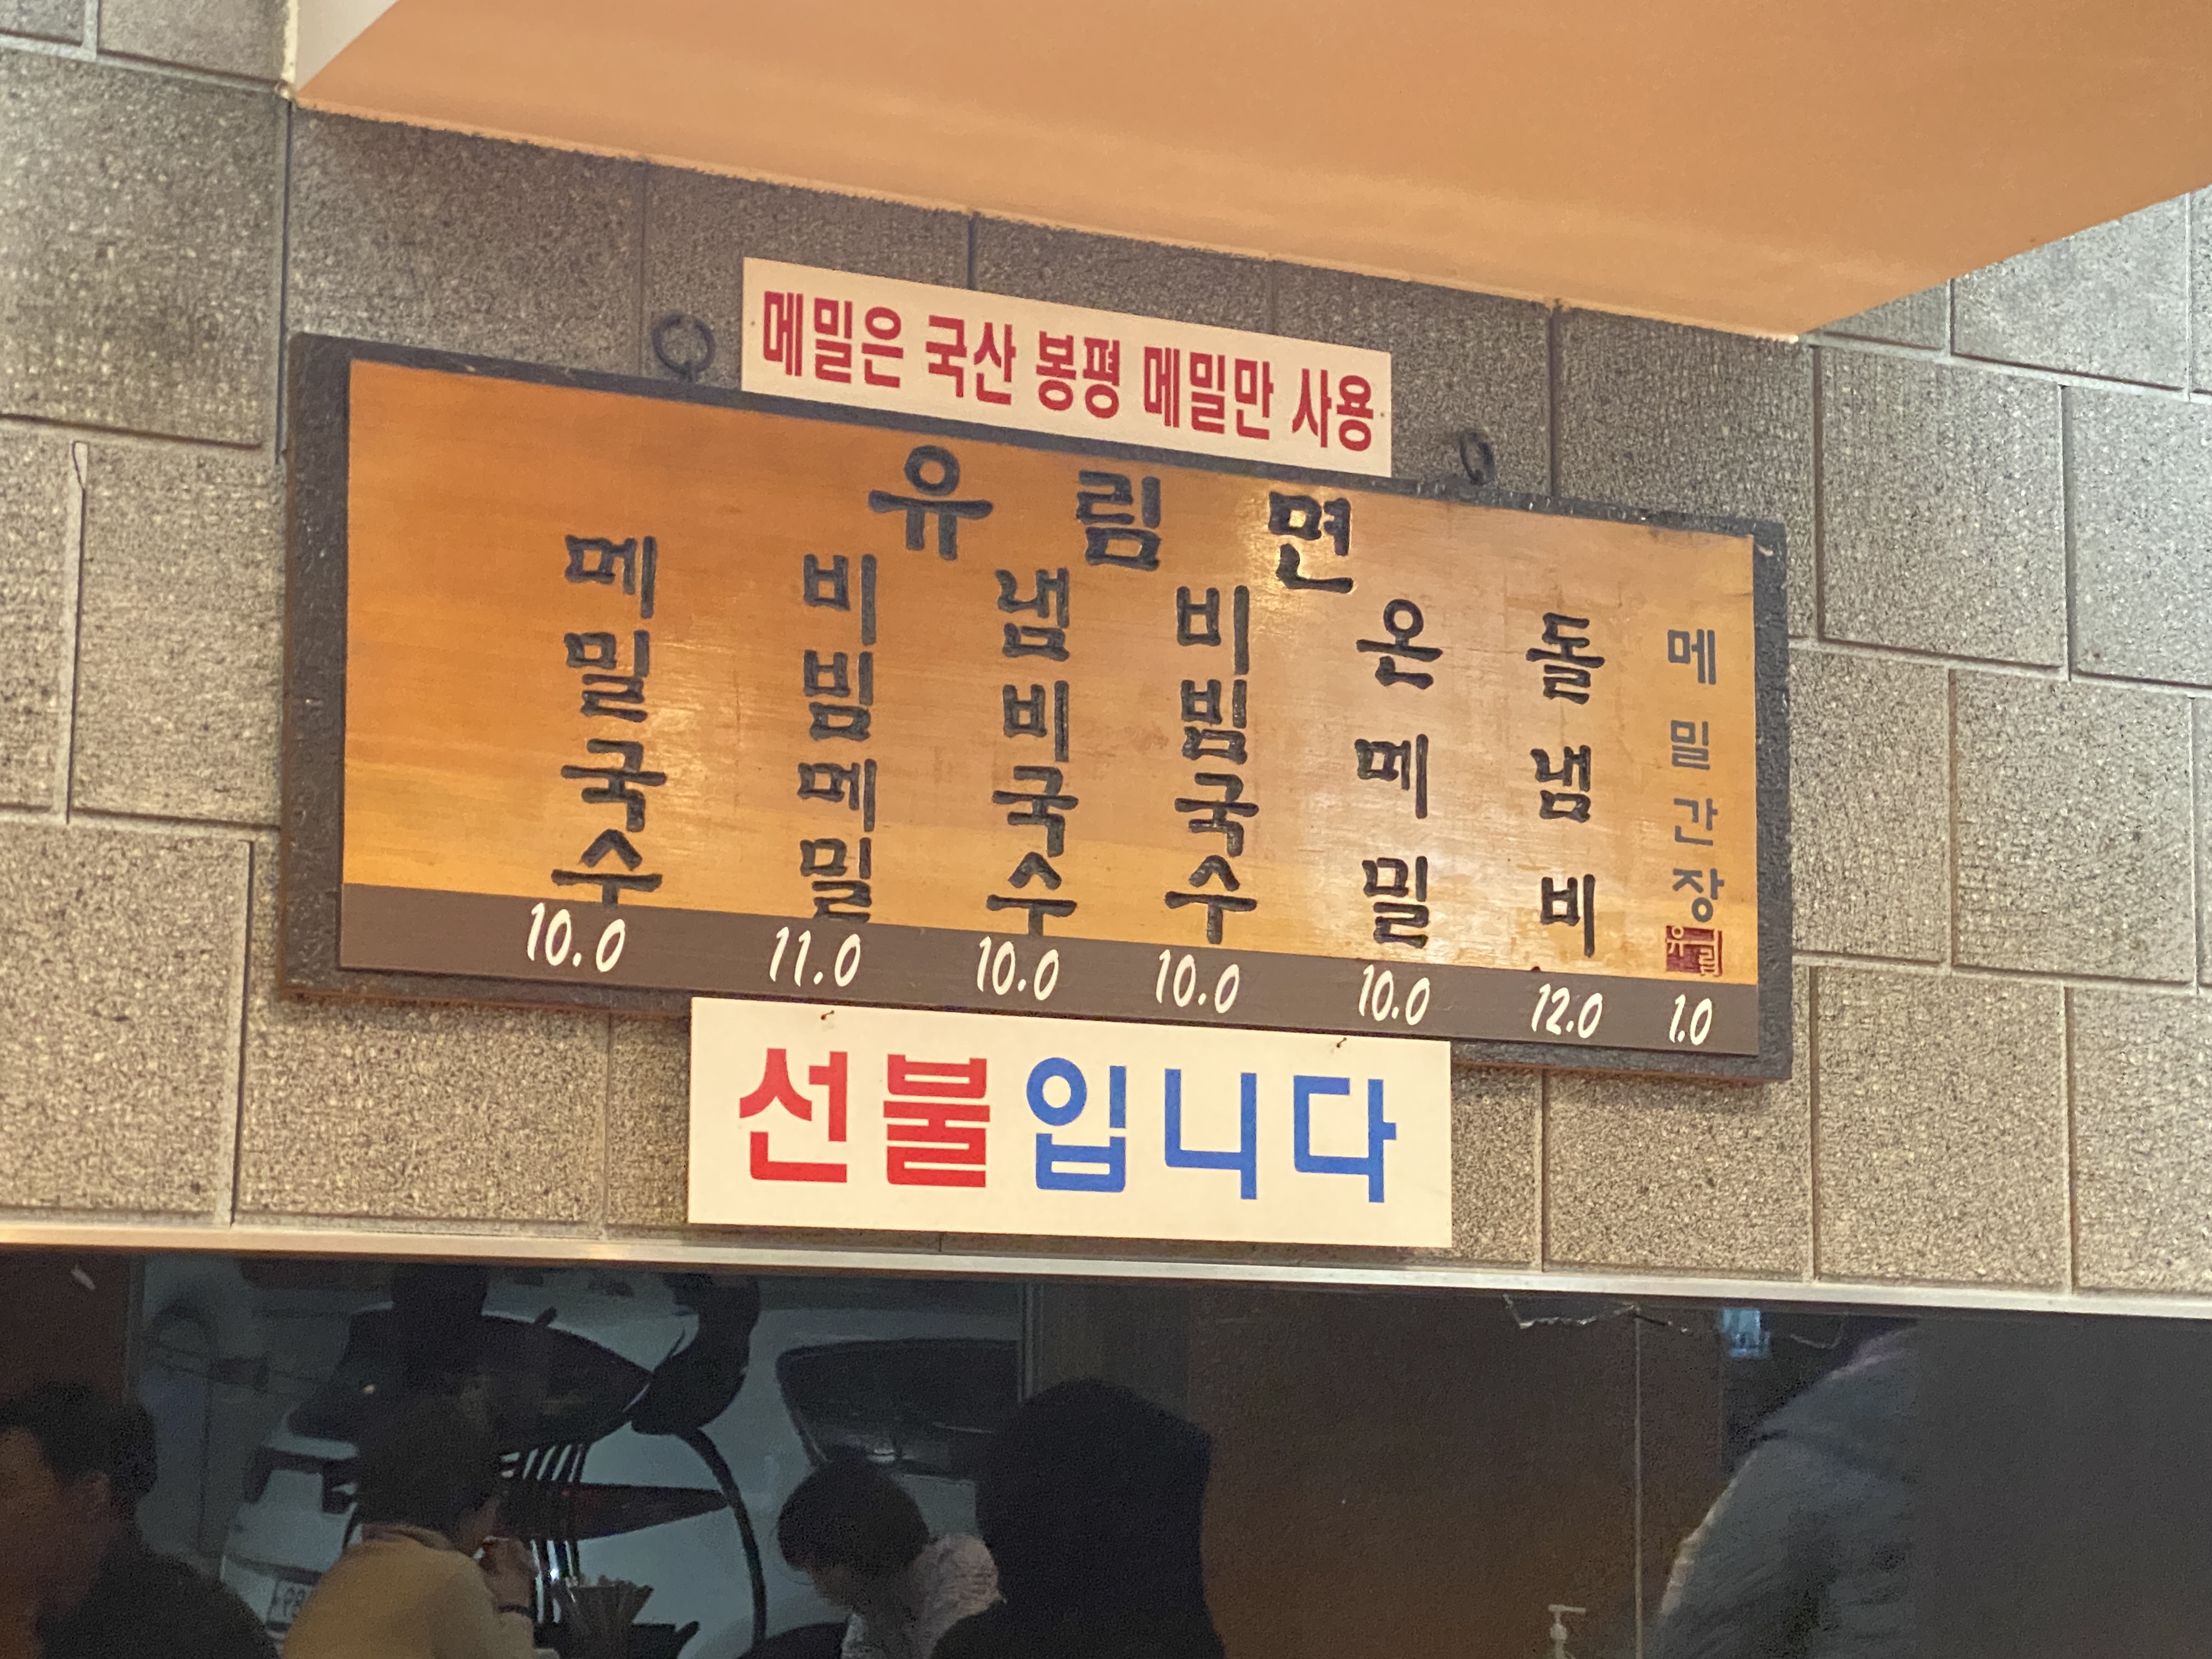 메밀은 국산 봉평 메밀만 사용
유림면
메밀국수
10.0
비빔메밀
11.0
냄비국수
10.0
비빔국수
10.0
온메밀
10.0
돌냄비
12.0
메밀간장
유림
1.0
선불입니다